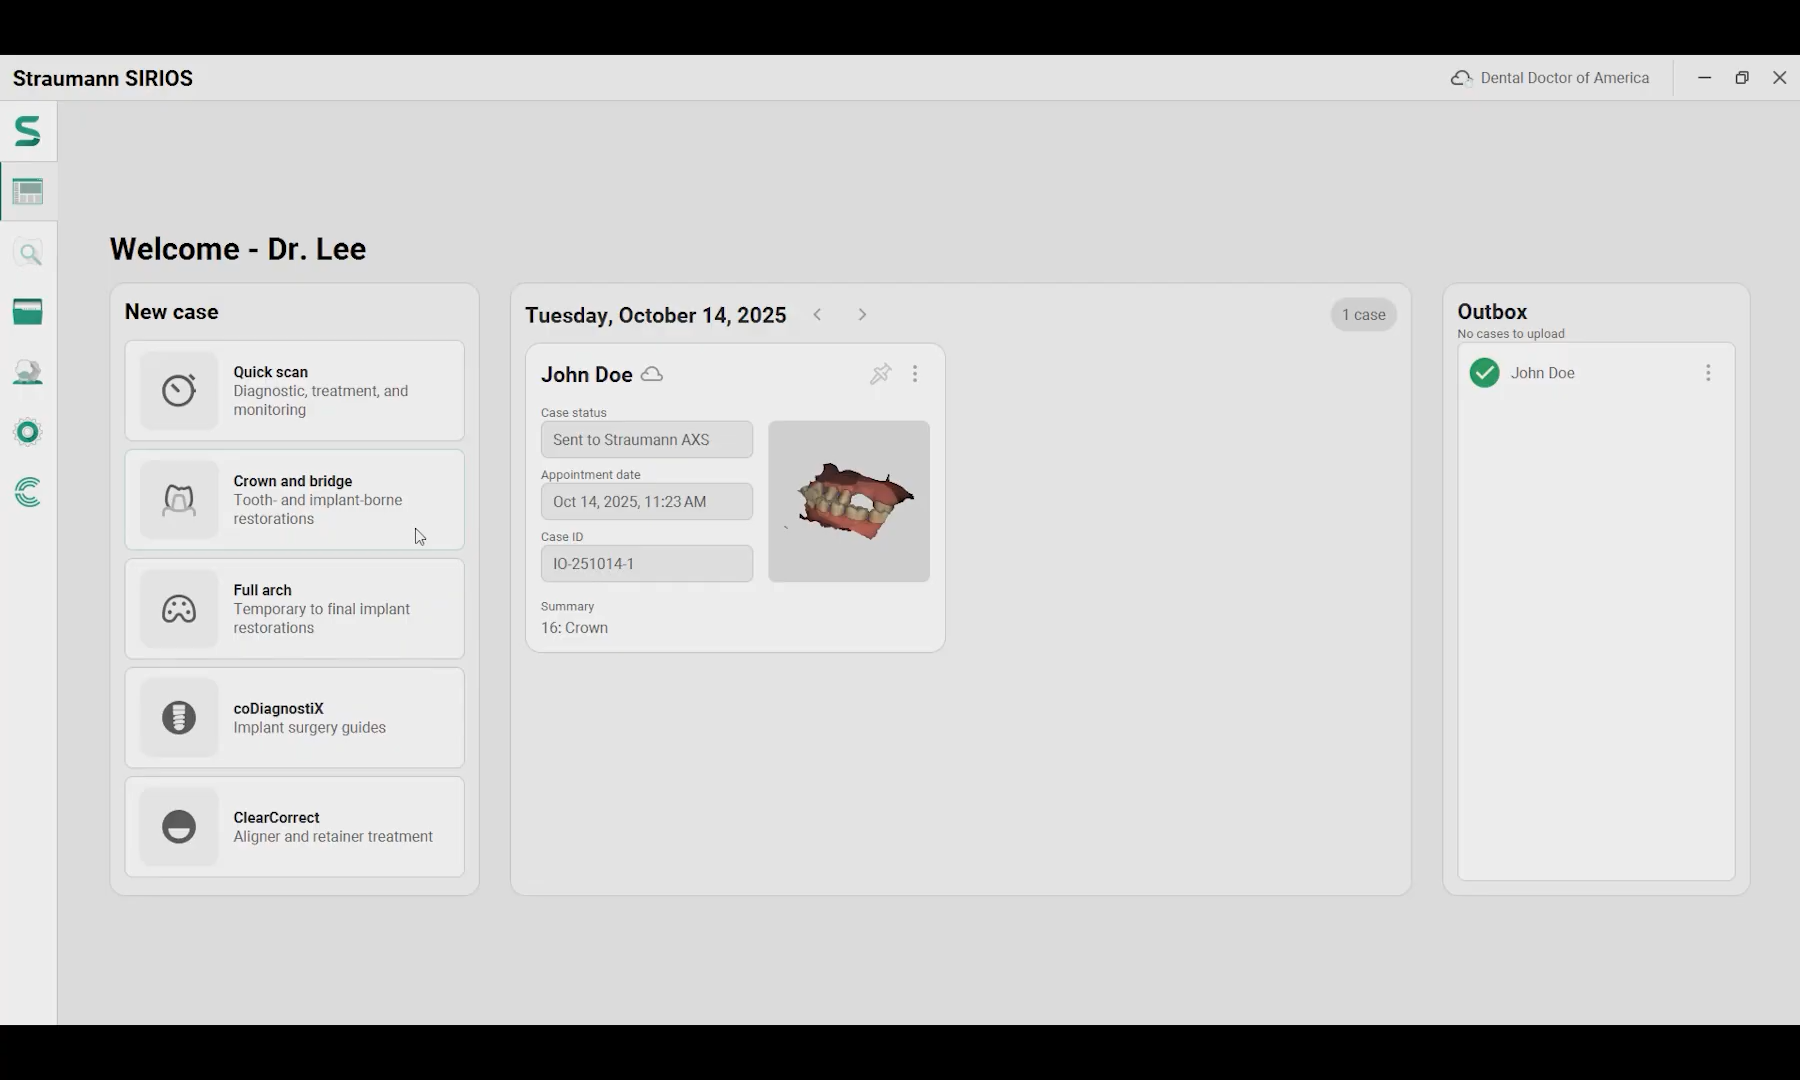 Straumann SIRIOS
Dental Doctor of America
Welcome - Dr. Lee
New case
Quick scan
Diagnostic, treatment, and
monitoring
Crown and bridge
Tooth- and implant-borne
restorations
Full arch
Temporary to final implant
restorations
coDiagnostiX
Implant surgery guides
ClearCorrect
Aligner and retainer treatment
Tuesday, October 14, 2025
1 case
John Doe
Case status
Sent to Straumann AXS
Appointment date
Oct 14, 2025, 11:23 AM
Case ID
IO-251014-1
Summary
16: Crown
Outbox
No cases to upload
John Doe